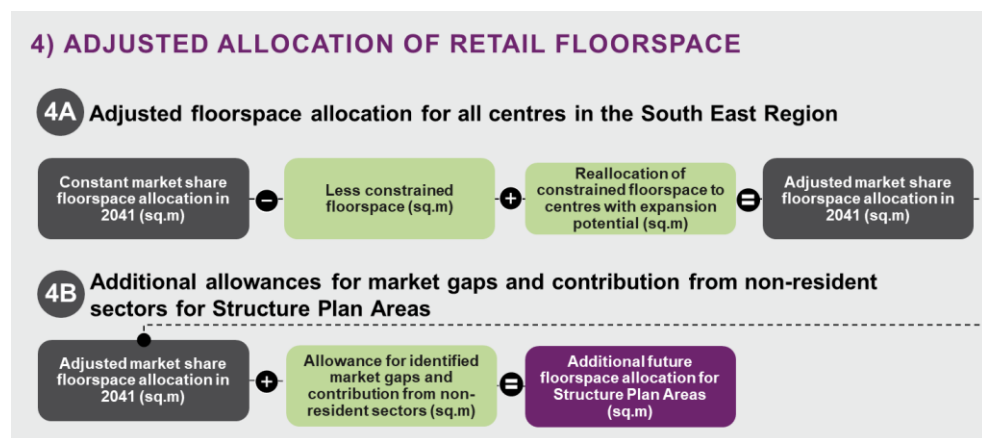 4) ADJUSTED ALLOCATION OF RETAIL FLOORSPACE
4A Adjusted floorspace allocation for all centres in the South East Region
Constant market share
floorspace allocation in
2041 (sq.m)
−
Less constrained
floorspace (sq.m)
+
Reallocation of
constrained floorspace to
centres with expansion
potential (sq.m)
=
Adjusted market share
floorspace allocation in
2041 (sq.m)
4B Additional allowances for market gaps and contribution from non-resident
sectors for Structure Plan Areas
Adjusted market share
floorspace allocation in
2041 (sq.m)
+
Allowance for identified
market gaps and
contribution from non-
resident sectors (sq.m)
=
Additional future
floorspace allocation for
Structure Plan Areas
(sq.m)